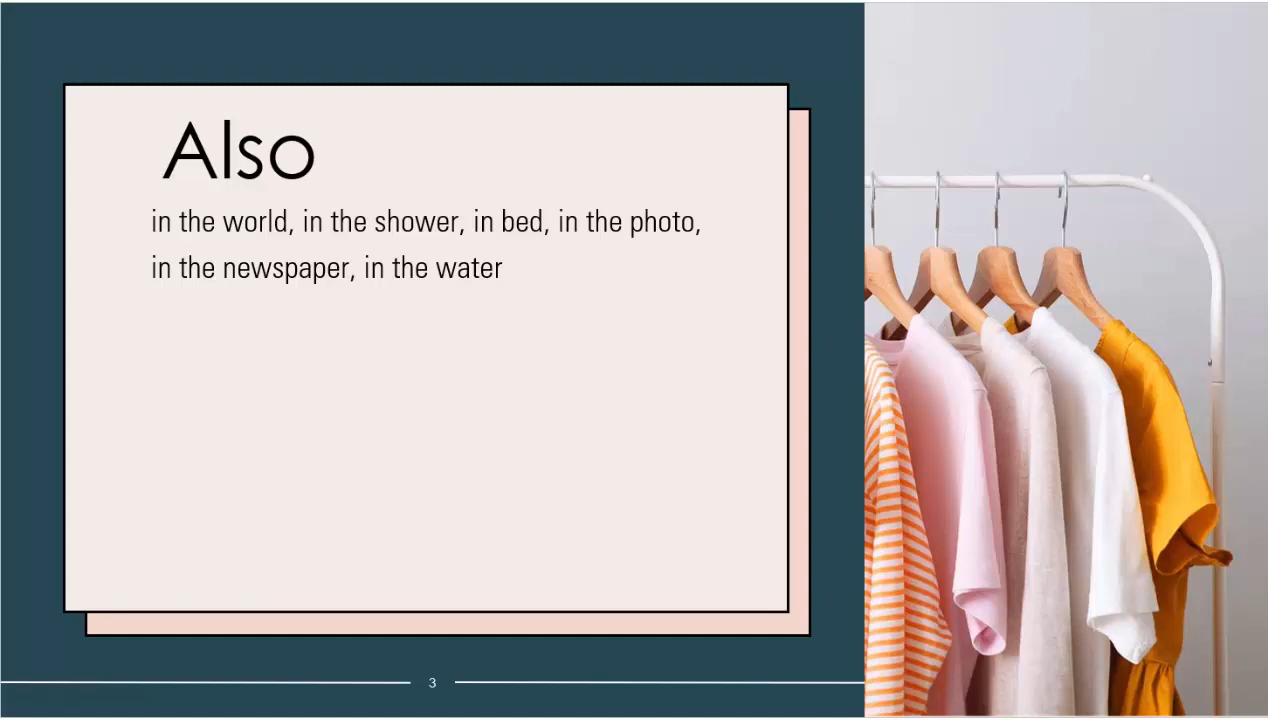 Also
in the world, in the shower, in bed, in the photo,
in the newspaper, in the water
3